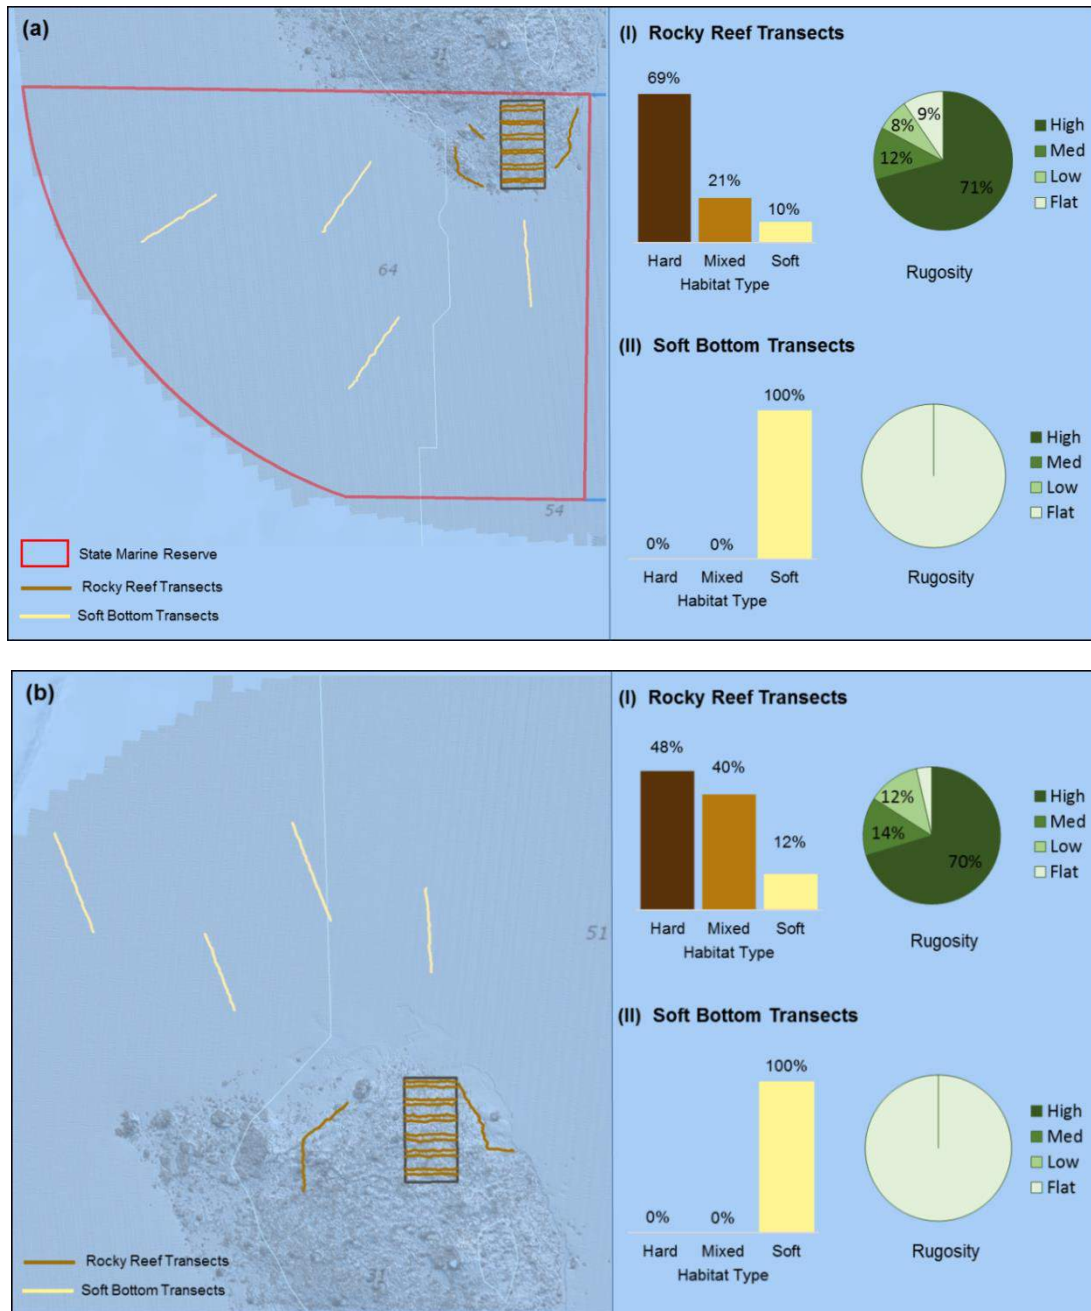 (a)
31
64
54
State Marine Reserve
Rocky Reef Transects
Soft Bottom Transects
(I) Rocky Reef Transects
69%
21%
10%
Hard Mixed Soft
Habitat Type
9%
8%
12%
71%
High
Med
Low
Flat
Rugosity
(II) Soft Bottom Transects
100%
0% 0%
Hard Mixed Soft
Habitat Type
High
Med
Low
Flat
Rugosity
(b)
51
31
Rocky Reef Transects
Soft Bottom Transects
(I) Rocky Reef Transects
48%
40%
12%
Hard Mixed Soft
Habitat Type
12%
14%
70%
High
Med
Low
Flat
Rugosity
(II) Soft Bottom Transects
100%
0% 0%
Hard Mixed Soft
Habitat Type
High
Med
Low
Flat
Rugosity